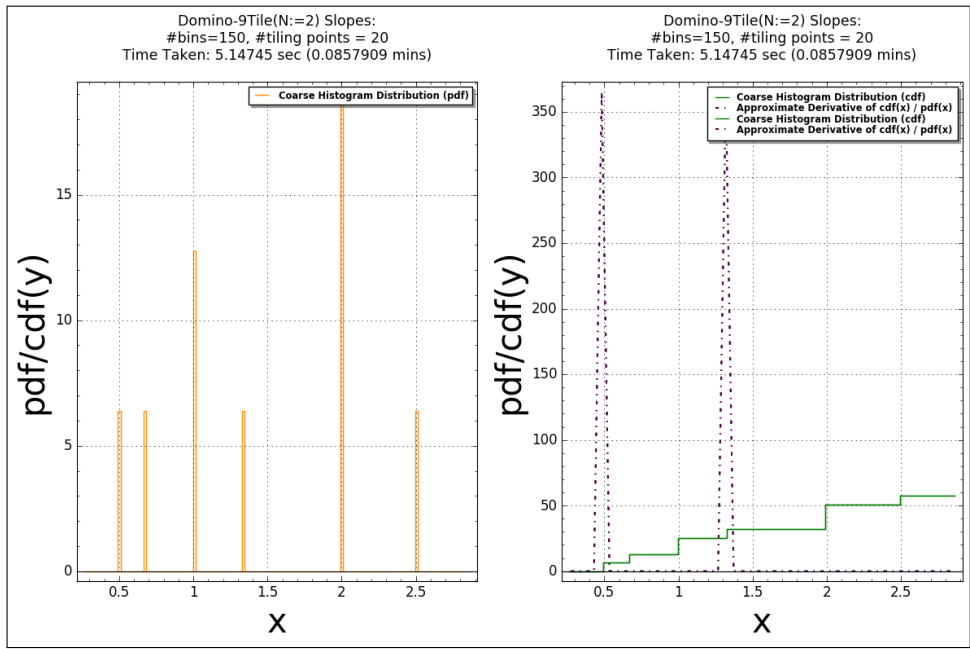 Domino-9Tile(N:=2) Slopes:
#bins=150, #tiling points = 20
Time Taken: 5.14745 sec (0.0857909 mins)
Coarse Histogram Distribution (pdf)
15
10
5
0
0.5 1 1.5 2 2.5
pdf/cdf(y)
x
Domino-9Tile(N:=2) Slopes:
#bins=150, #tiling points = 20
Time Taken: 5.14745 sec (0.0857909 mins)
Coarse Histogram Distribution (cdf)
Approximate Derivative of cdf(x) / pdf(x)
Coarse Histogram Distribution (cdf)
Approximate Derivative of cdf(x) / pdf(x)
350
300
250
200
150
100
50
0
0.5 1 1.5 2 2.5
pdf/cdf(y)
x